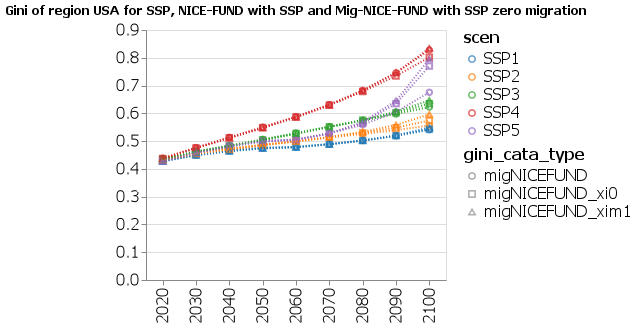 Gini of region USA for SSP, NICE-FUND with SSP and Mig-NICE-FUND with SSP zero migration
0.9
0.8
0.7
0.6
0.5
0.4
0.3
0.2
0.1
0.0
2020
2030
2040
2050
2060
2070
2080
2090
2100
scen
SSP1
SSP2
SSP3
SSP4
SSP5
gini_cata_type
migNICEFUND
migNICEFUND_xi0
migNICEFUND_xim1